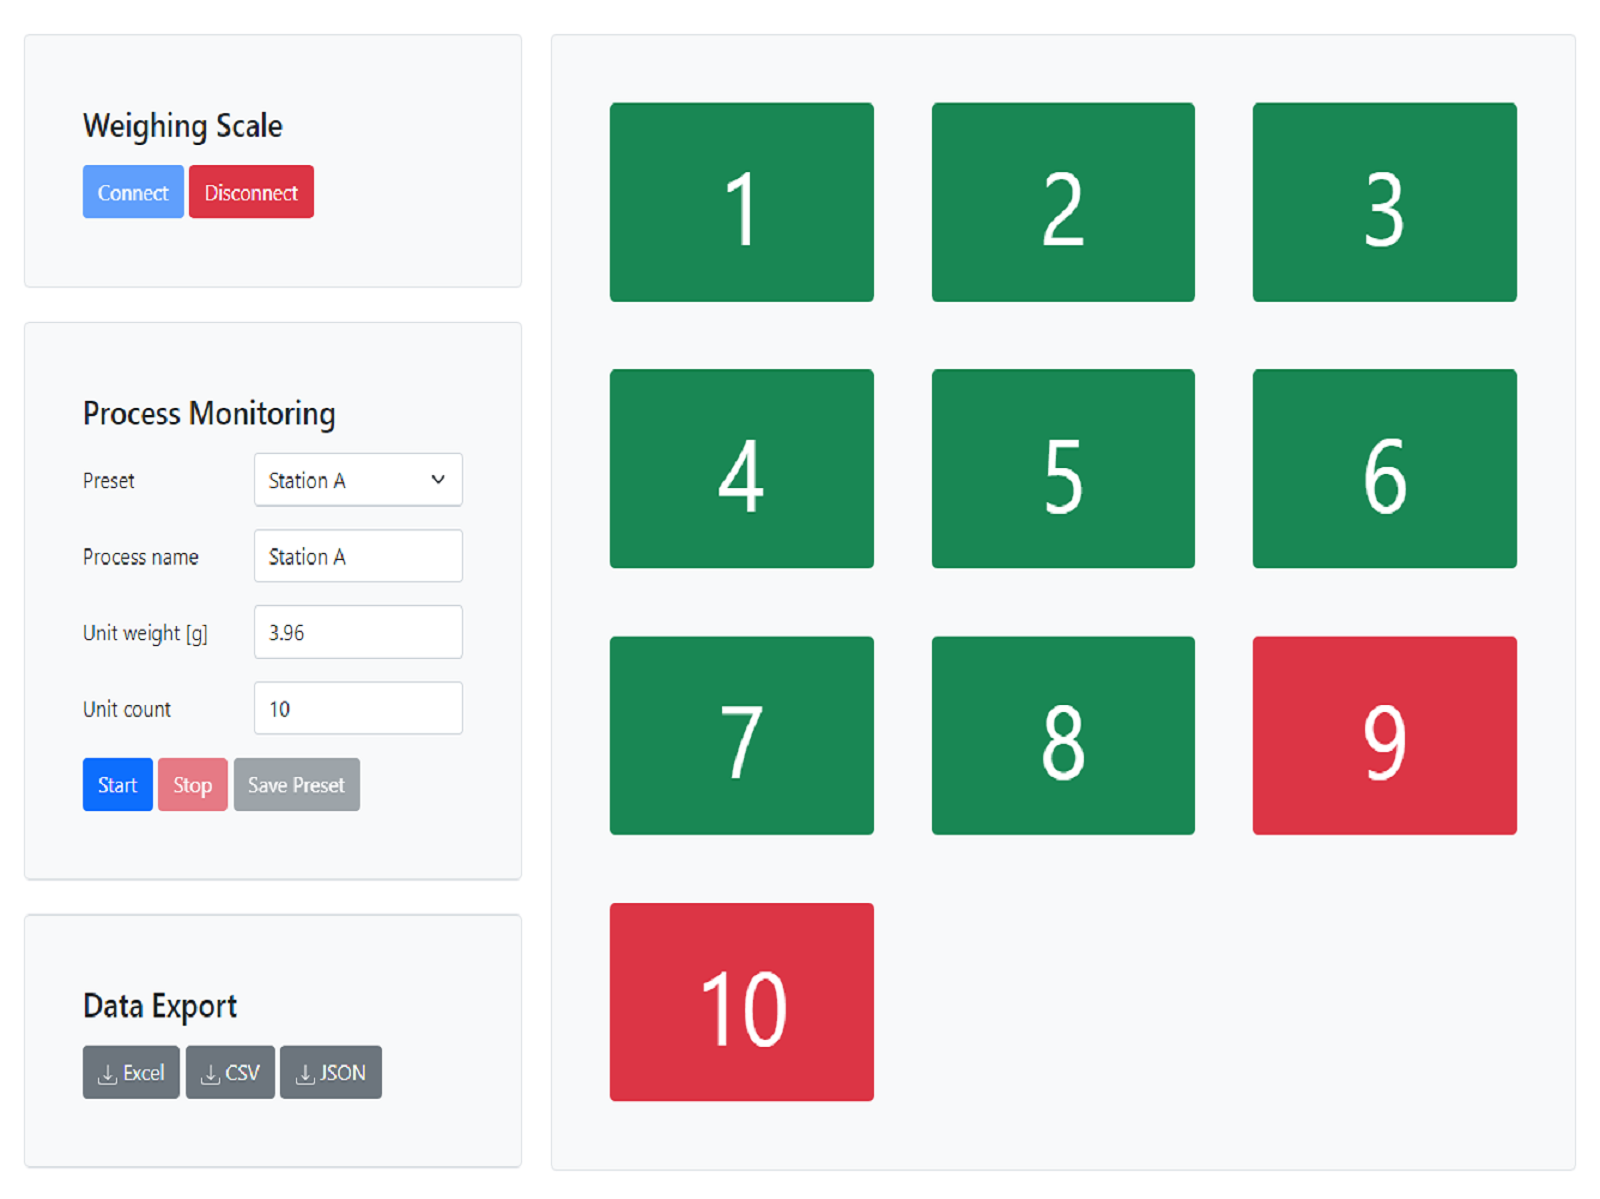 Weighing Scale
Connect Disconnect
Process Monitoring
Preset Station A
Process name Station A
Unit weight [g] 3.96
Unit count 10
Start Stop Save Preset
Data Export
Excel CSV JSON
1 2 3
4 5 6
7 8 9
10